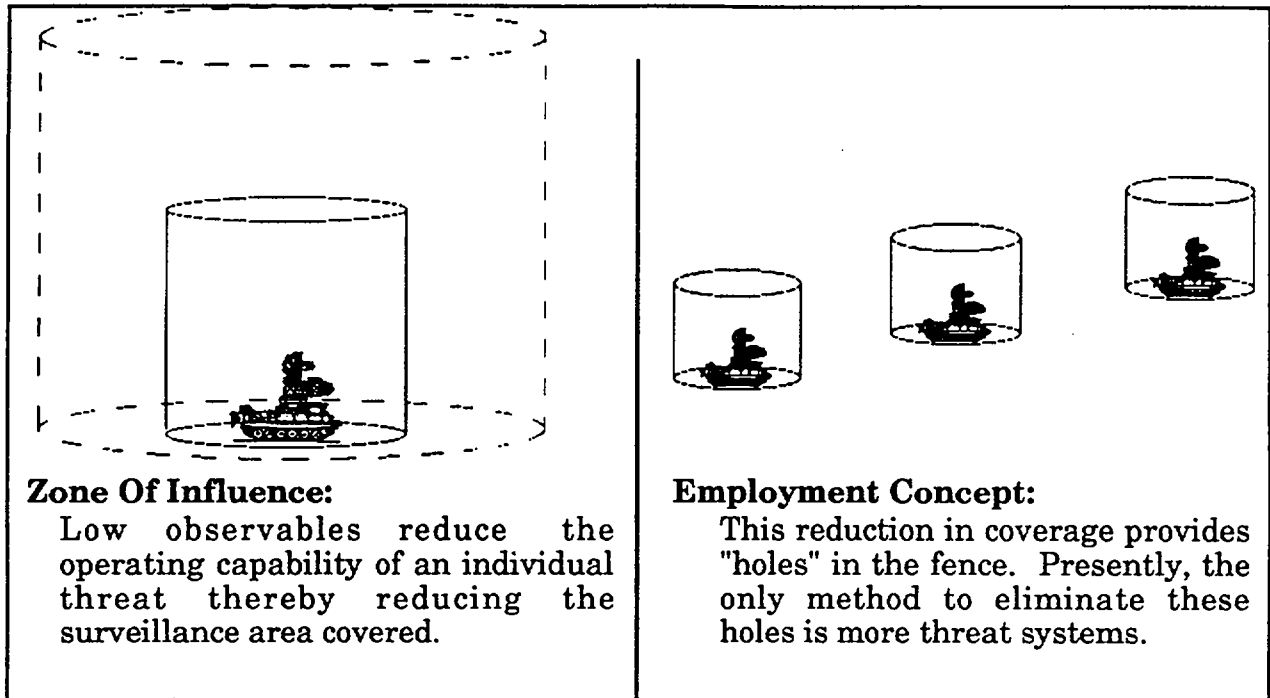 Zone Of Influence:
Low observables reduce the
operating capability of an individual
threat thereby reducing the
surveillance area covered.
Employment Concept:
This reduction in coverage provides
"holes" in the fence. Presently, the
only method to eliminate these
holes is more threat systems.